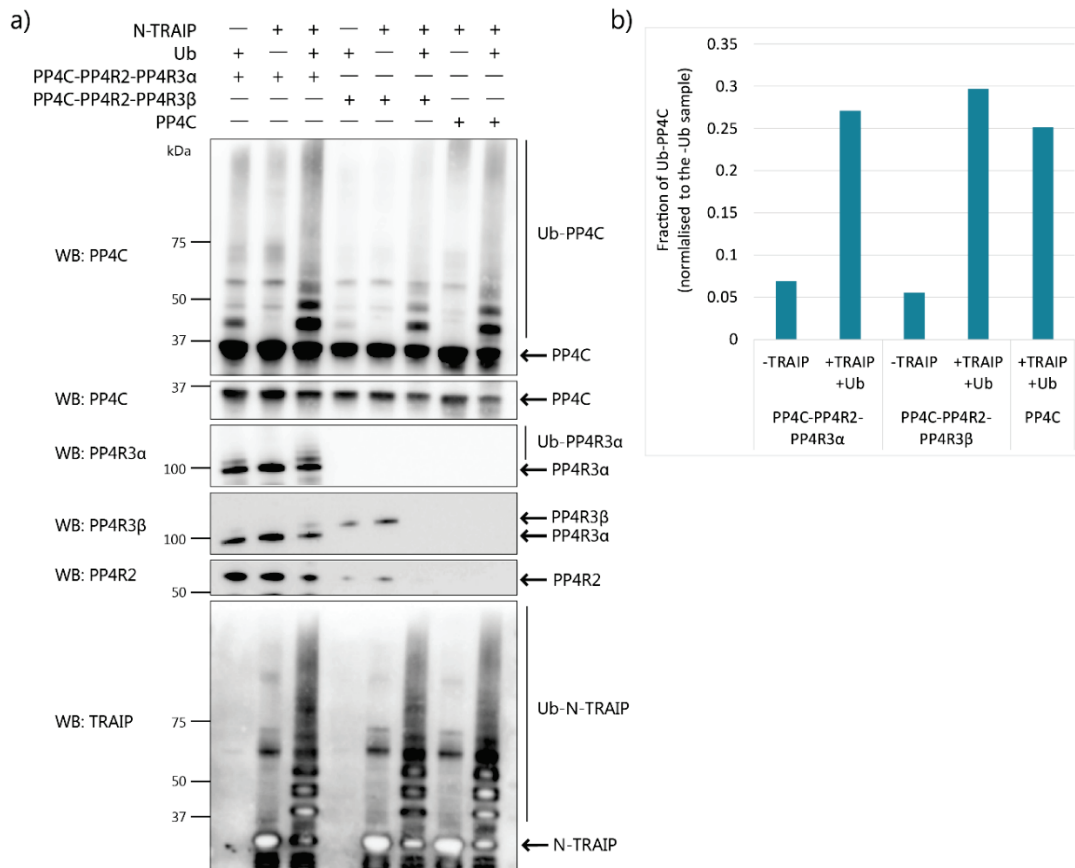 a)
N-TRAIP — + + — + + + +
Ub + — + + — + — +
PP4C-PP4R2-PP4R3α + + + — — — — —
PP4C-PP4R2-PP4R3β — — — + + + — —
PP4C — — — — — — + +
kDa
75
WB: PP4C
50
37
Ub-PP4C
PP4C
37
WB: PP4C
PP4C
WB: PP4R3α
100
Ub-PP4R3α
PP4R3α
WB: PP4R3β
100
PP4R3β
PP4R3α
WB: PP4R2
50
PP4R2
WB: TRAIP
75
50
37
Ub-N-TRAIP
N-TRAIP
b)
Fraction of Ub-PP4C
(normlalised to the -Ub sample)
0.35
0.3
0.25
0.2
0.15
0.1
0.05
0
-TRAIP +TRAIP -TRAIP +TRAIP +TRAIP
+Ub +Ub +Ub
PP4C-PP4R2- PP4C-PP4R2- PP4C
PP4R3α PP4R3β